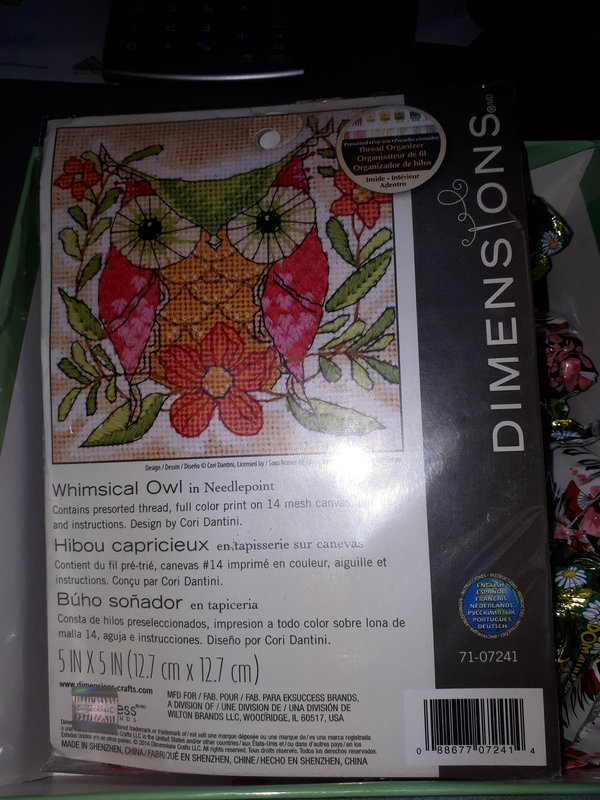 Presorted • Pré-trié • Preseleccionados
Thread Organizer
Organisateur de fil
Organizador de hilos
Inside • Intérieur
Adentro
DIMENSIONS
Design / Dessin / Diseño © Cori Dantini, Licensed by / Sous licence de
Whimsical Owl in Needlepoint
Contains presorted thread, full color print on 14 mesh canvas,
and instructions. Design by Cori Dantini.
Hibou capricieux en tapisserie sur canevas
Contient du fil pré-trié, canevas #14 imprimé en couleur, aiguille et
instructions. Conçu par Cori Dantini.
Búho soñador en tapiceria
Consta de hilos preseleccionados, impresion a todo color sobre lona de
malla 14, aguja e instrucciones. Diseño por Cori Dantini.
5 IN X 5 IN (12.7 cm x 12.7 cm)
www.dimensions-crafts.com
MFD FOR / FAB. POUR / FAB. PARA EKSUCCESS BRANDS,
A DIVISION OF / UNE DIVISION DE / UNA DIVISIÓN DE
WILTON BRANDS LLC, WOODRIDGE, IL 60517, USA
© 2014 Dimensions Crafts LLC. All rights reserved. Tous droits réservés. Todos los derechos reservados.
MADE IN SHENZHEN, CHINA / FABRIQUÉ EN SHENZHEN, CHINE / HECHO EN SHENZHEN, CHINA
ENGLISH
ESPAÑOL
FRANÇAIS
NEDERLANDS
РУССКИЙ ЯЗЫК
PORTUGUÊS
DEUTSCH
71-07241
0 88677 07241 4